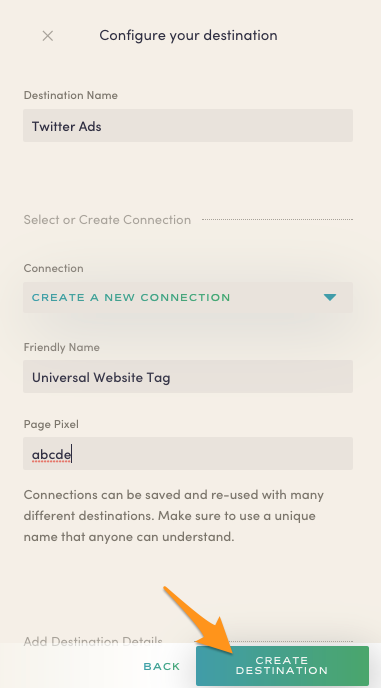 Configure your destination
Destination Name
Twitter Ads
Select or Create Connection
Connection
CREATE A NEW CONNECTION
Friendly Name
Universal Website Tag
Page Pixel
abcde
Connections can be saved and re-used with many
different destinations. Make sure to use a unique
name that anyone can understand.
Add Destination Details
BACK
CREATE
DESTINATION